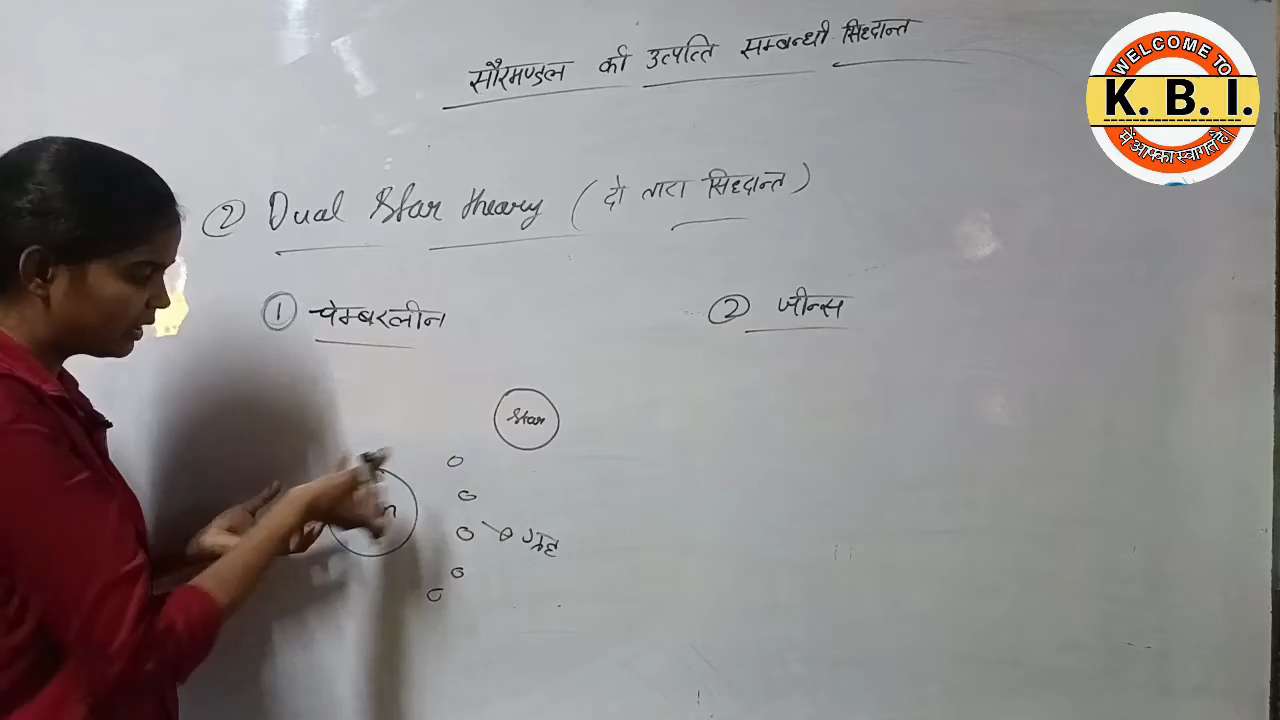 सौरमण्डल की उत्पत्ति सम्बन्धी सिध्दान्त
② Dual Star theory (दो तारा सिध्दान्त)
① चेम्बरलीन
② जीन्स
Star
ग्रह
WELCOME TO
K. B. I.
में आपका स्वागत है।